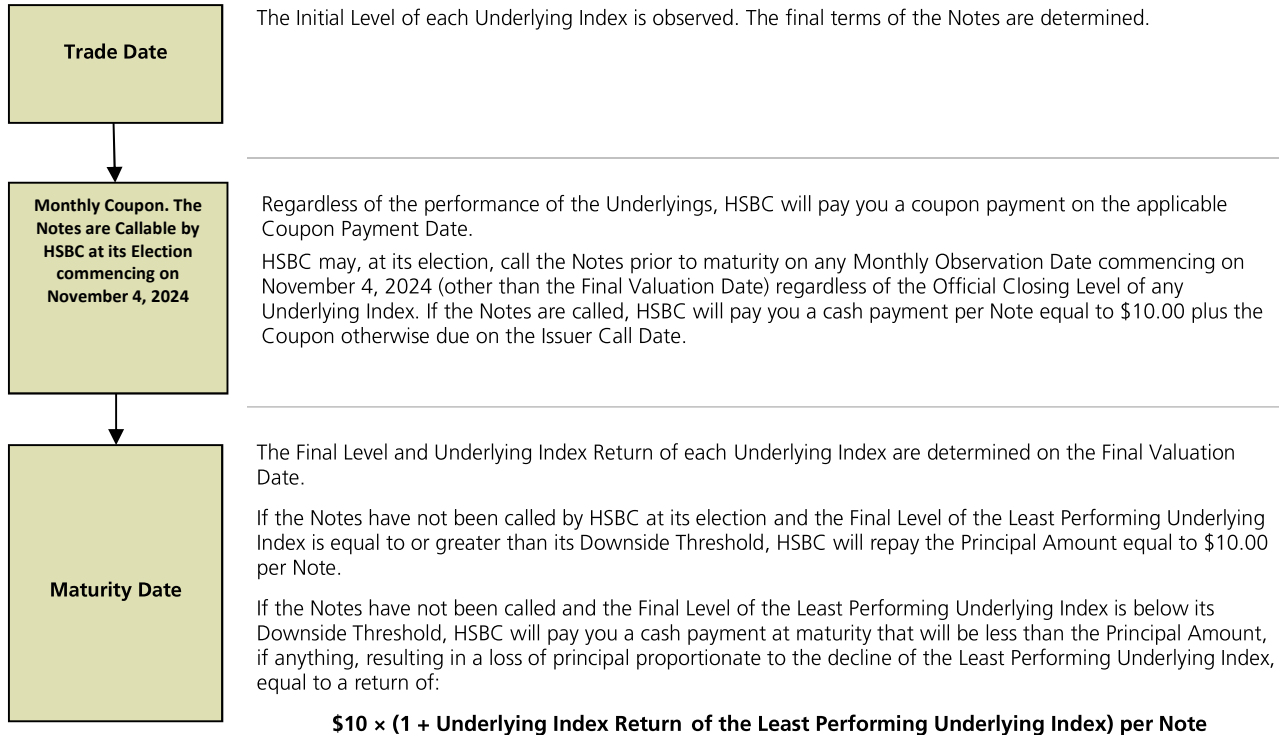 Trade Date
The Initial Level of each Underlying Index is observed. The final terms of the Notes are determined.
Monthly Coupon. The
Notes are Callable by
HSBC at its Election
commencing on
November 4, 2024
Regardless of the performance of the Underlyings, HSBC will pay you a coupon payment on the applicable
Coupon Payment Date.
HSBC may, at its election, call the Notes prior to maturity on any Monthly Observation Date commencing on
November 4, 2024 (other than the Final Valuation Date) regardless of the Official Closing Level of any
Underlying Index. If the Notes are called, HSBC will pay you a cash payment per Note equal to $10.00 plus the
Coupon otherwise due on the Issuer Call Date.
Maturity Date
The Final Level and Underlying Index Return of each Underlying Index are determined on the Final Valuation
Date.
If the Notes have not been called by HSBC at its election and the Final Level of the Least Performing Underlying
Index is equal to or greater than its Downside Threshold, HSBC will repay the Principal Amount equal to $10.00
per Note.
If the Notes have not been called and the Final Level of the Least Performing Underlying Index is below its
Downside Threshold, HSBC will pay you a cash payment at maturity that will be less than the Principal Amount,
if anything, resulting in a loss of principal proportionate to the decline of the Least Performing Underlying Index,
equal to a return of:
$10 × (1 + Underlying Index Return of the Least Performing Underlying Index) per Note